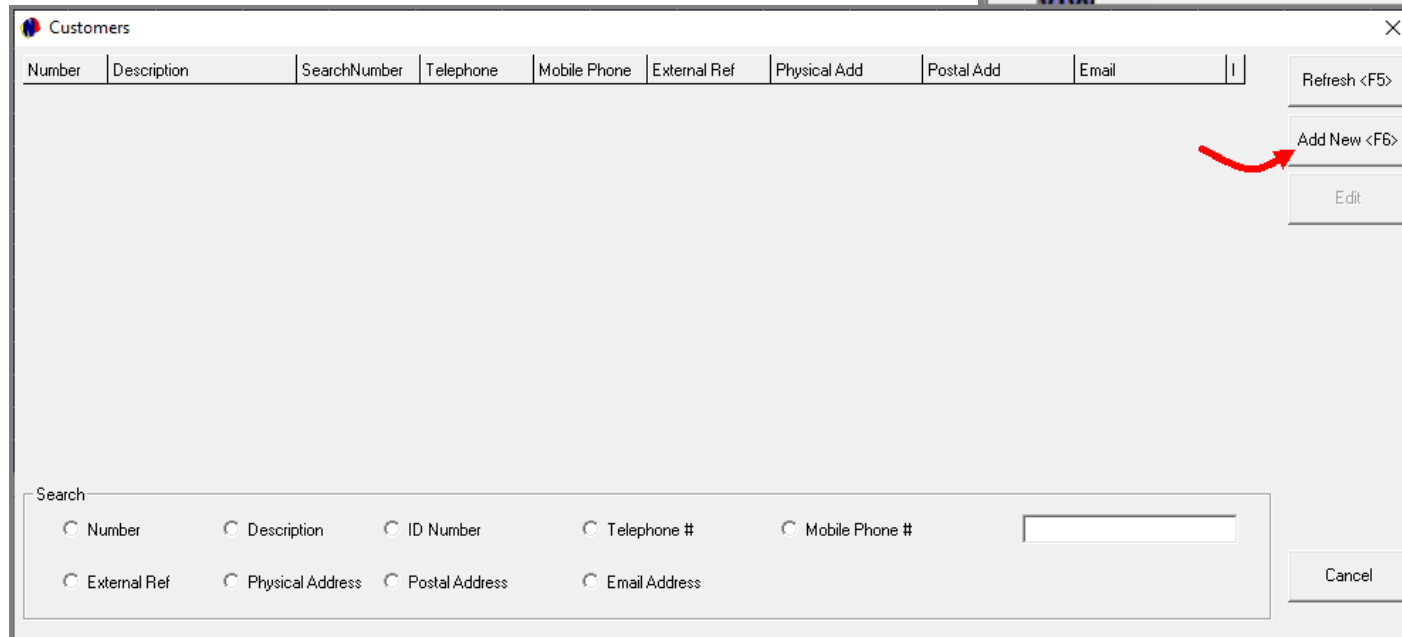 Customers
Number Description SearchNumber Telephone Mobile Phone External Ref Physical Add Postal Add Email I
Refresh <F5>
Add New <F6>
Edit
Search
Number Description ID Number Telephone # Mobile Phone #
External Ref Physical Address Postal Address Email Address
Cancel